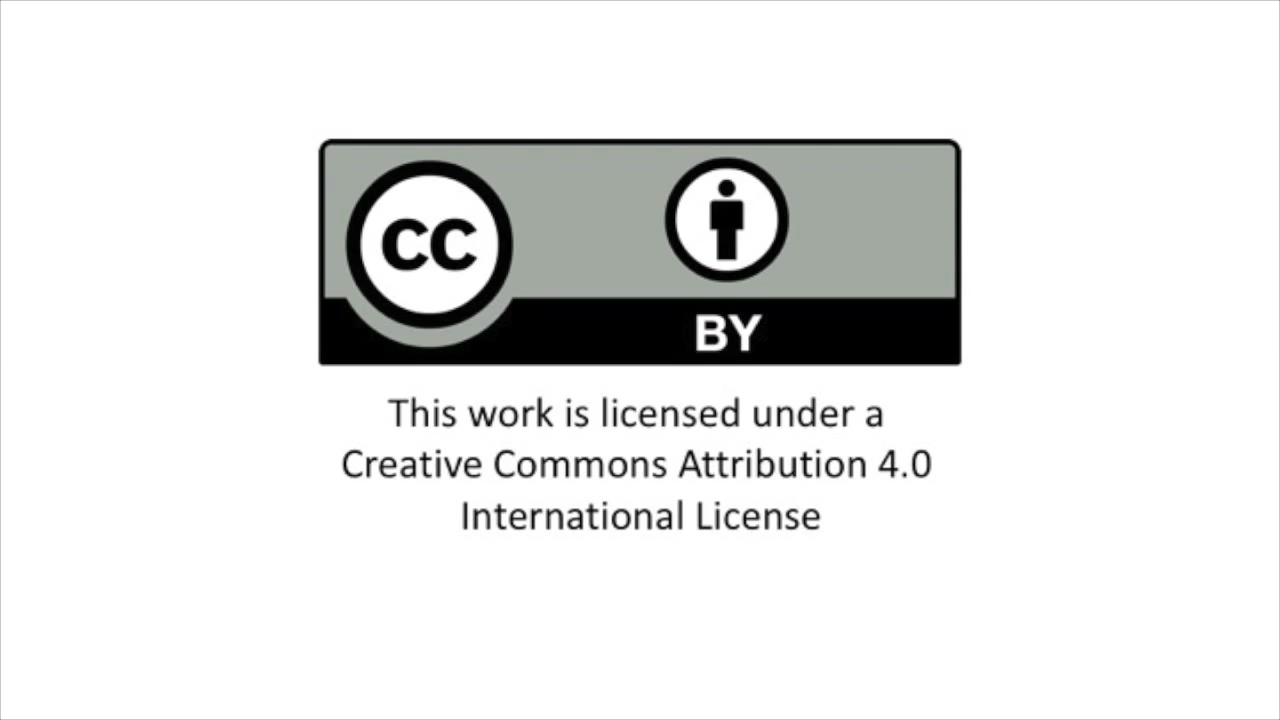 CC
BY
This work is licensed under a
Creative Commons Attribution 4.0
International License